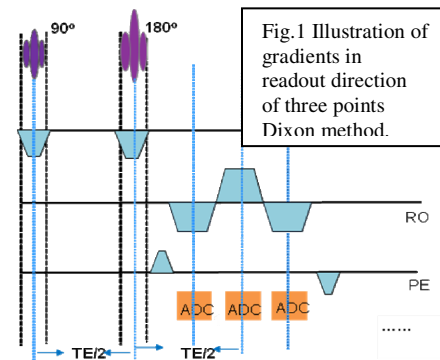 90º
180º
Fig.1 Illustration of
gradients in
readout direction
of three points
Dixon method.
RO
PE
ADC ADC ADC
......
TE/2
TE/2